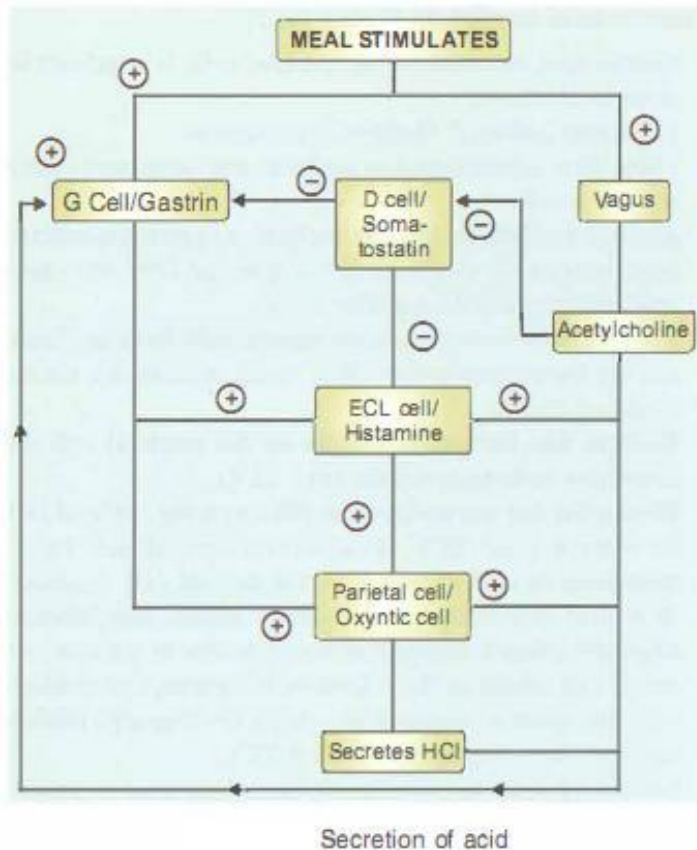 MEAL STIMULATES
+
+
+
G Cell/Gastrin
−
D cell/
Soma-
tostatin
−
Vagus
Acetylcholine
−
+
ECL cell/
Histamine
+
+
Parietal cell/
Oxyntic cell
+
+
Secretes HCl
Secretion of acid